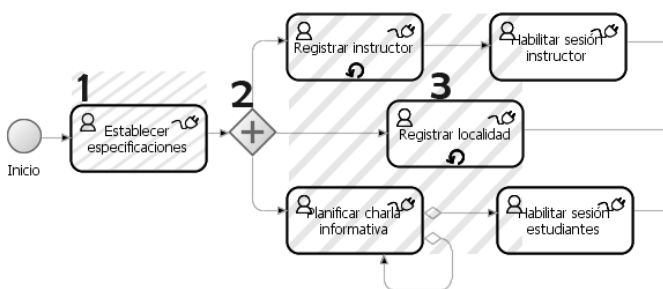 Registrar instructor
Habilitar sesión
instructor
1
2
3
Establecer
especificaciones
Registrar localidad
Inicio
Planificar charla
informativa
Habilitar sesión
estudiantes